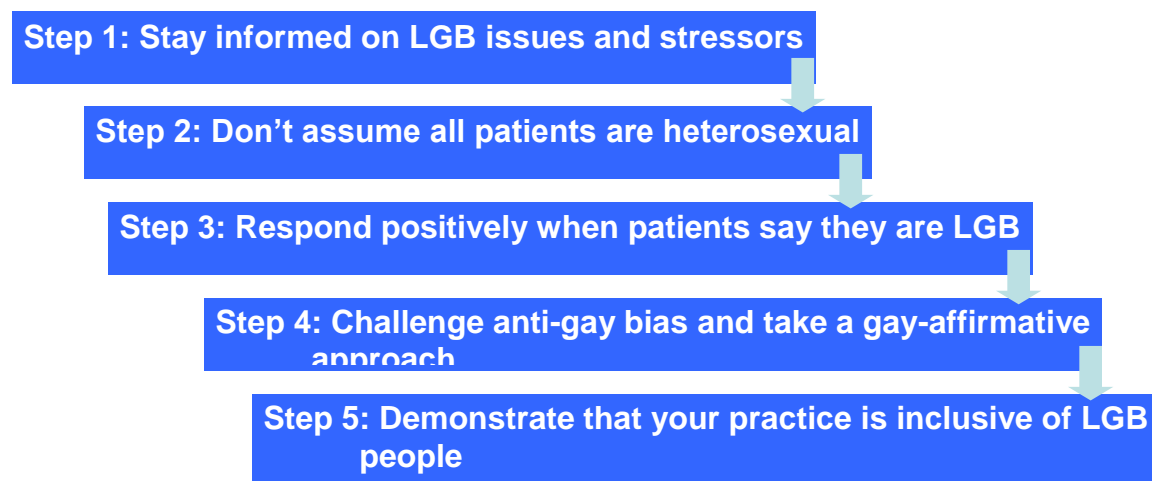 Step 1: Stay informed on LGB issues and stressors
Step 2: Don’t assume all patients are heterosexual
Step 3: Respond positively when patients say they are LGB
Step 4: Challenge anti-gay bias and take a gay-affirmative
approach
Step 5: Demonstrate that your practice is inclusive of LGB
people